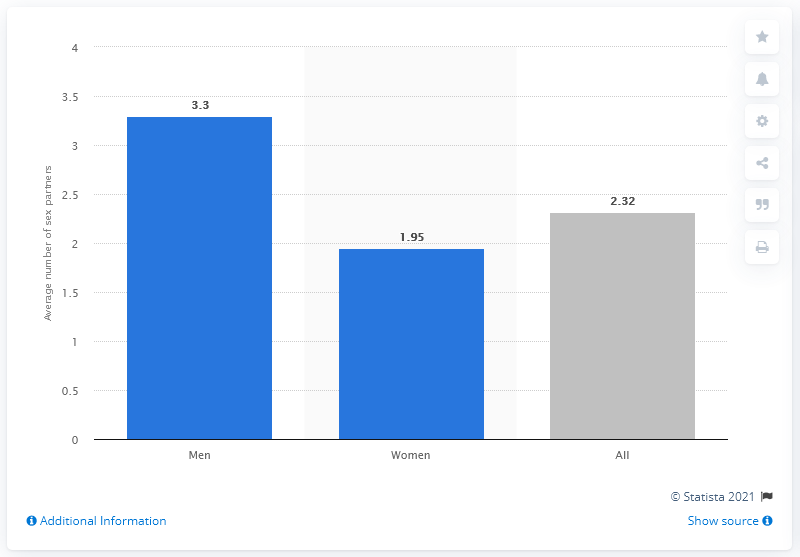 4
3.5
3
2.5
2
1.5
1
0.5
0
Average number of sex partners
3.3
1.95
2.32
Men
Women
All
© Statista 2021
Additional Information
Show source